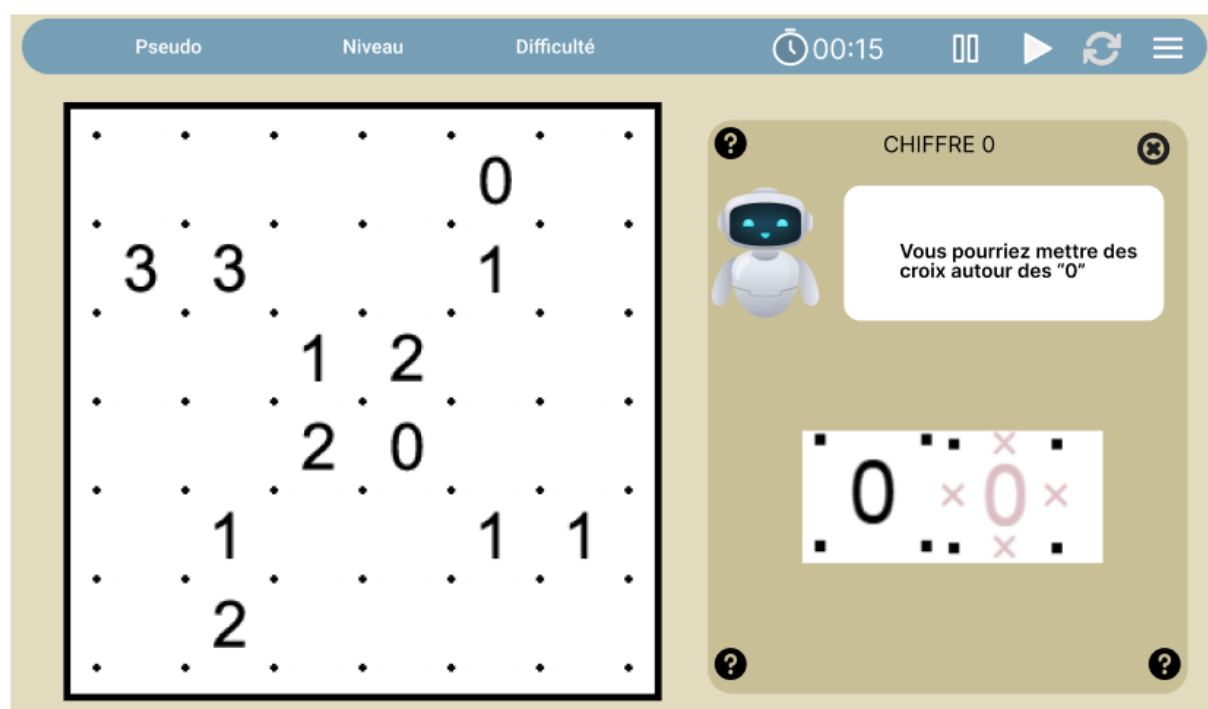 Pseudo Niveau Difficulté 00:15
CHIFFRE 0
0
Vous pourriez mettre des
croix autour des “0”
3 3 1
1 2
2 0
0 0
1 1 1
2